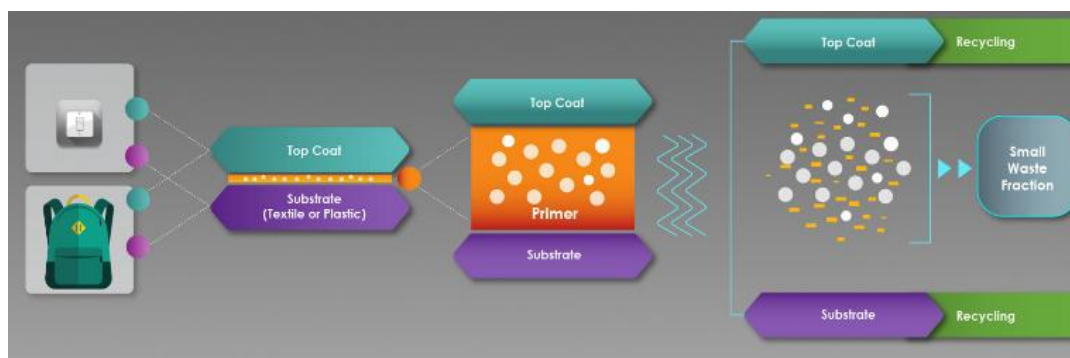 Top Coat
Substrate
(Textile or Plastic)
Top Coat
Primer
Substrate
Top Coat
Recycling
Small
Waste
Fraction
Substrate
Recycling